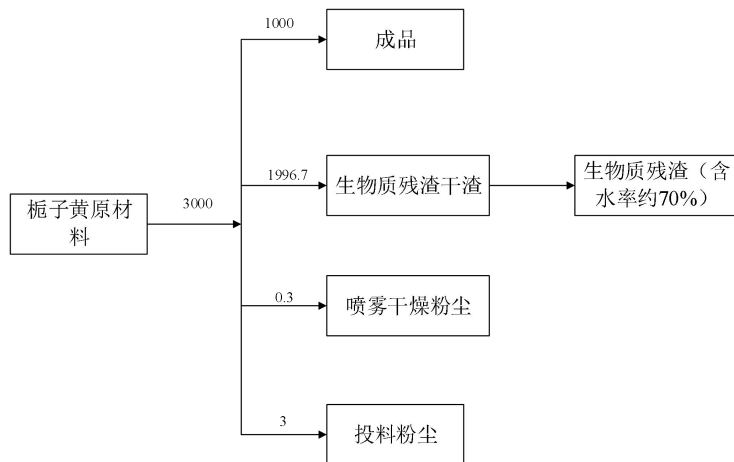 1000
成品
1996.7
生物质残渣干渣
生物质残渣（含
水率约70%）
栀子黄原材
料
3000
0.3
喷雾干燥粉尘
3
投料粉尘